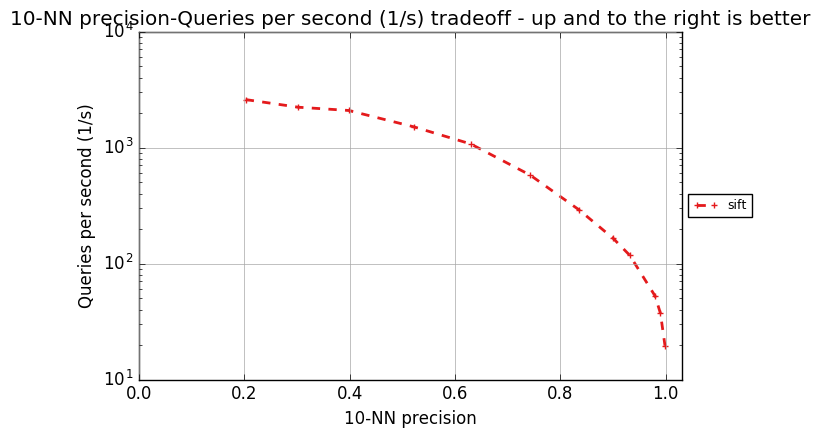 10-NN precision-Queries per second (1/s) tradeoff - up and to the right is better
10^4
10^3
10^2
10^1
Queries per second (1/s)
0.0 0.2 0.4 0.6 0.8 1.0
10-NN precision
sift